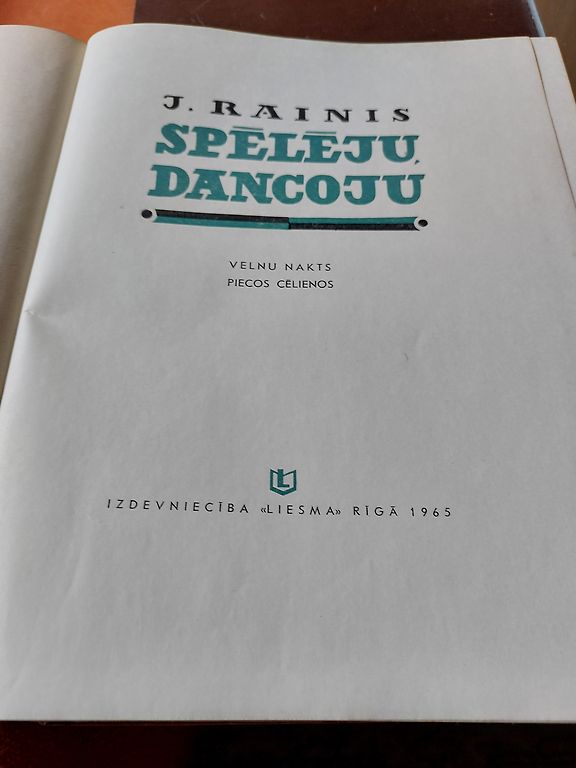 J. RAINIS
SPĒLĒJU,
DANCOJU
VELNU NAKTS
PIECOS CĒLIENOS
L
IZDEVNIECĪBA «LIESMA» RĪGĀ 1965